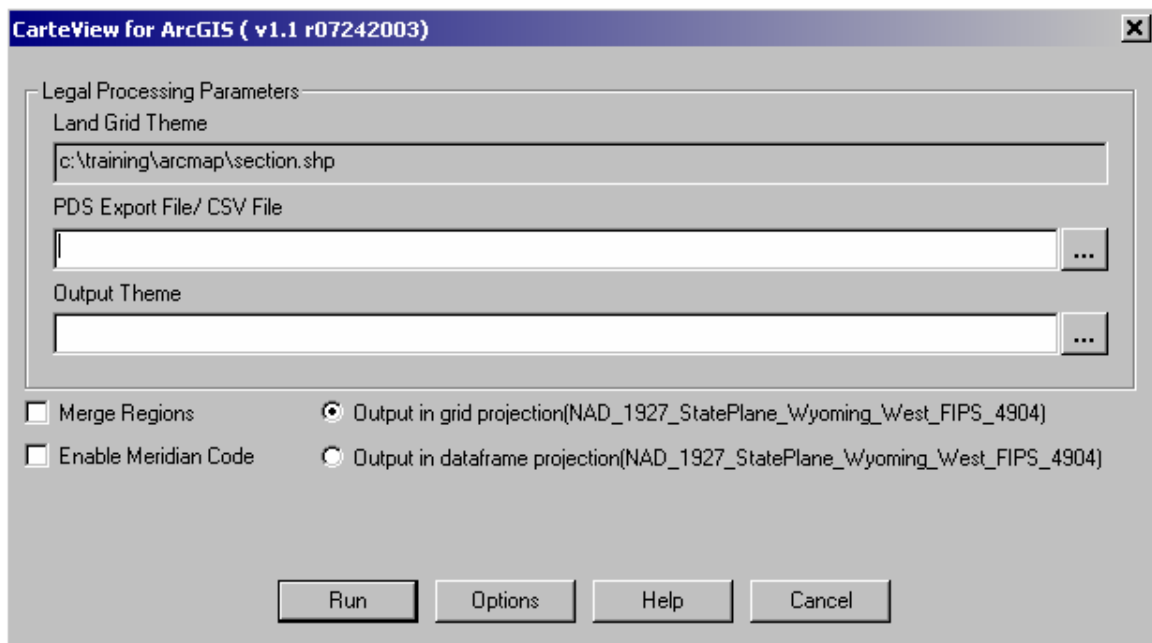 CarteView for ArcGIS ( v1.1 r07242003)
Legal Processing Parameters
Land Grid Theme
c:\training\arcmap\section.shp
PDS Export File/ CSV File
...
Output Theme
...
Merge Regions
Output in grid projection(NAD_1927_StatePlane_Wyoming_West_FIPS_4904)
Enable Meridian Code
Output in dataframe projection(NAD_1927_StatePlane_Wyoming_West_FIPS_4904)
Run Options Help Cancel